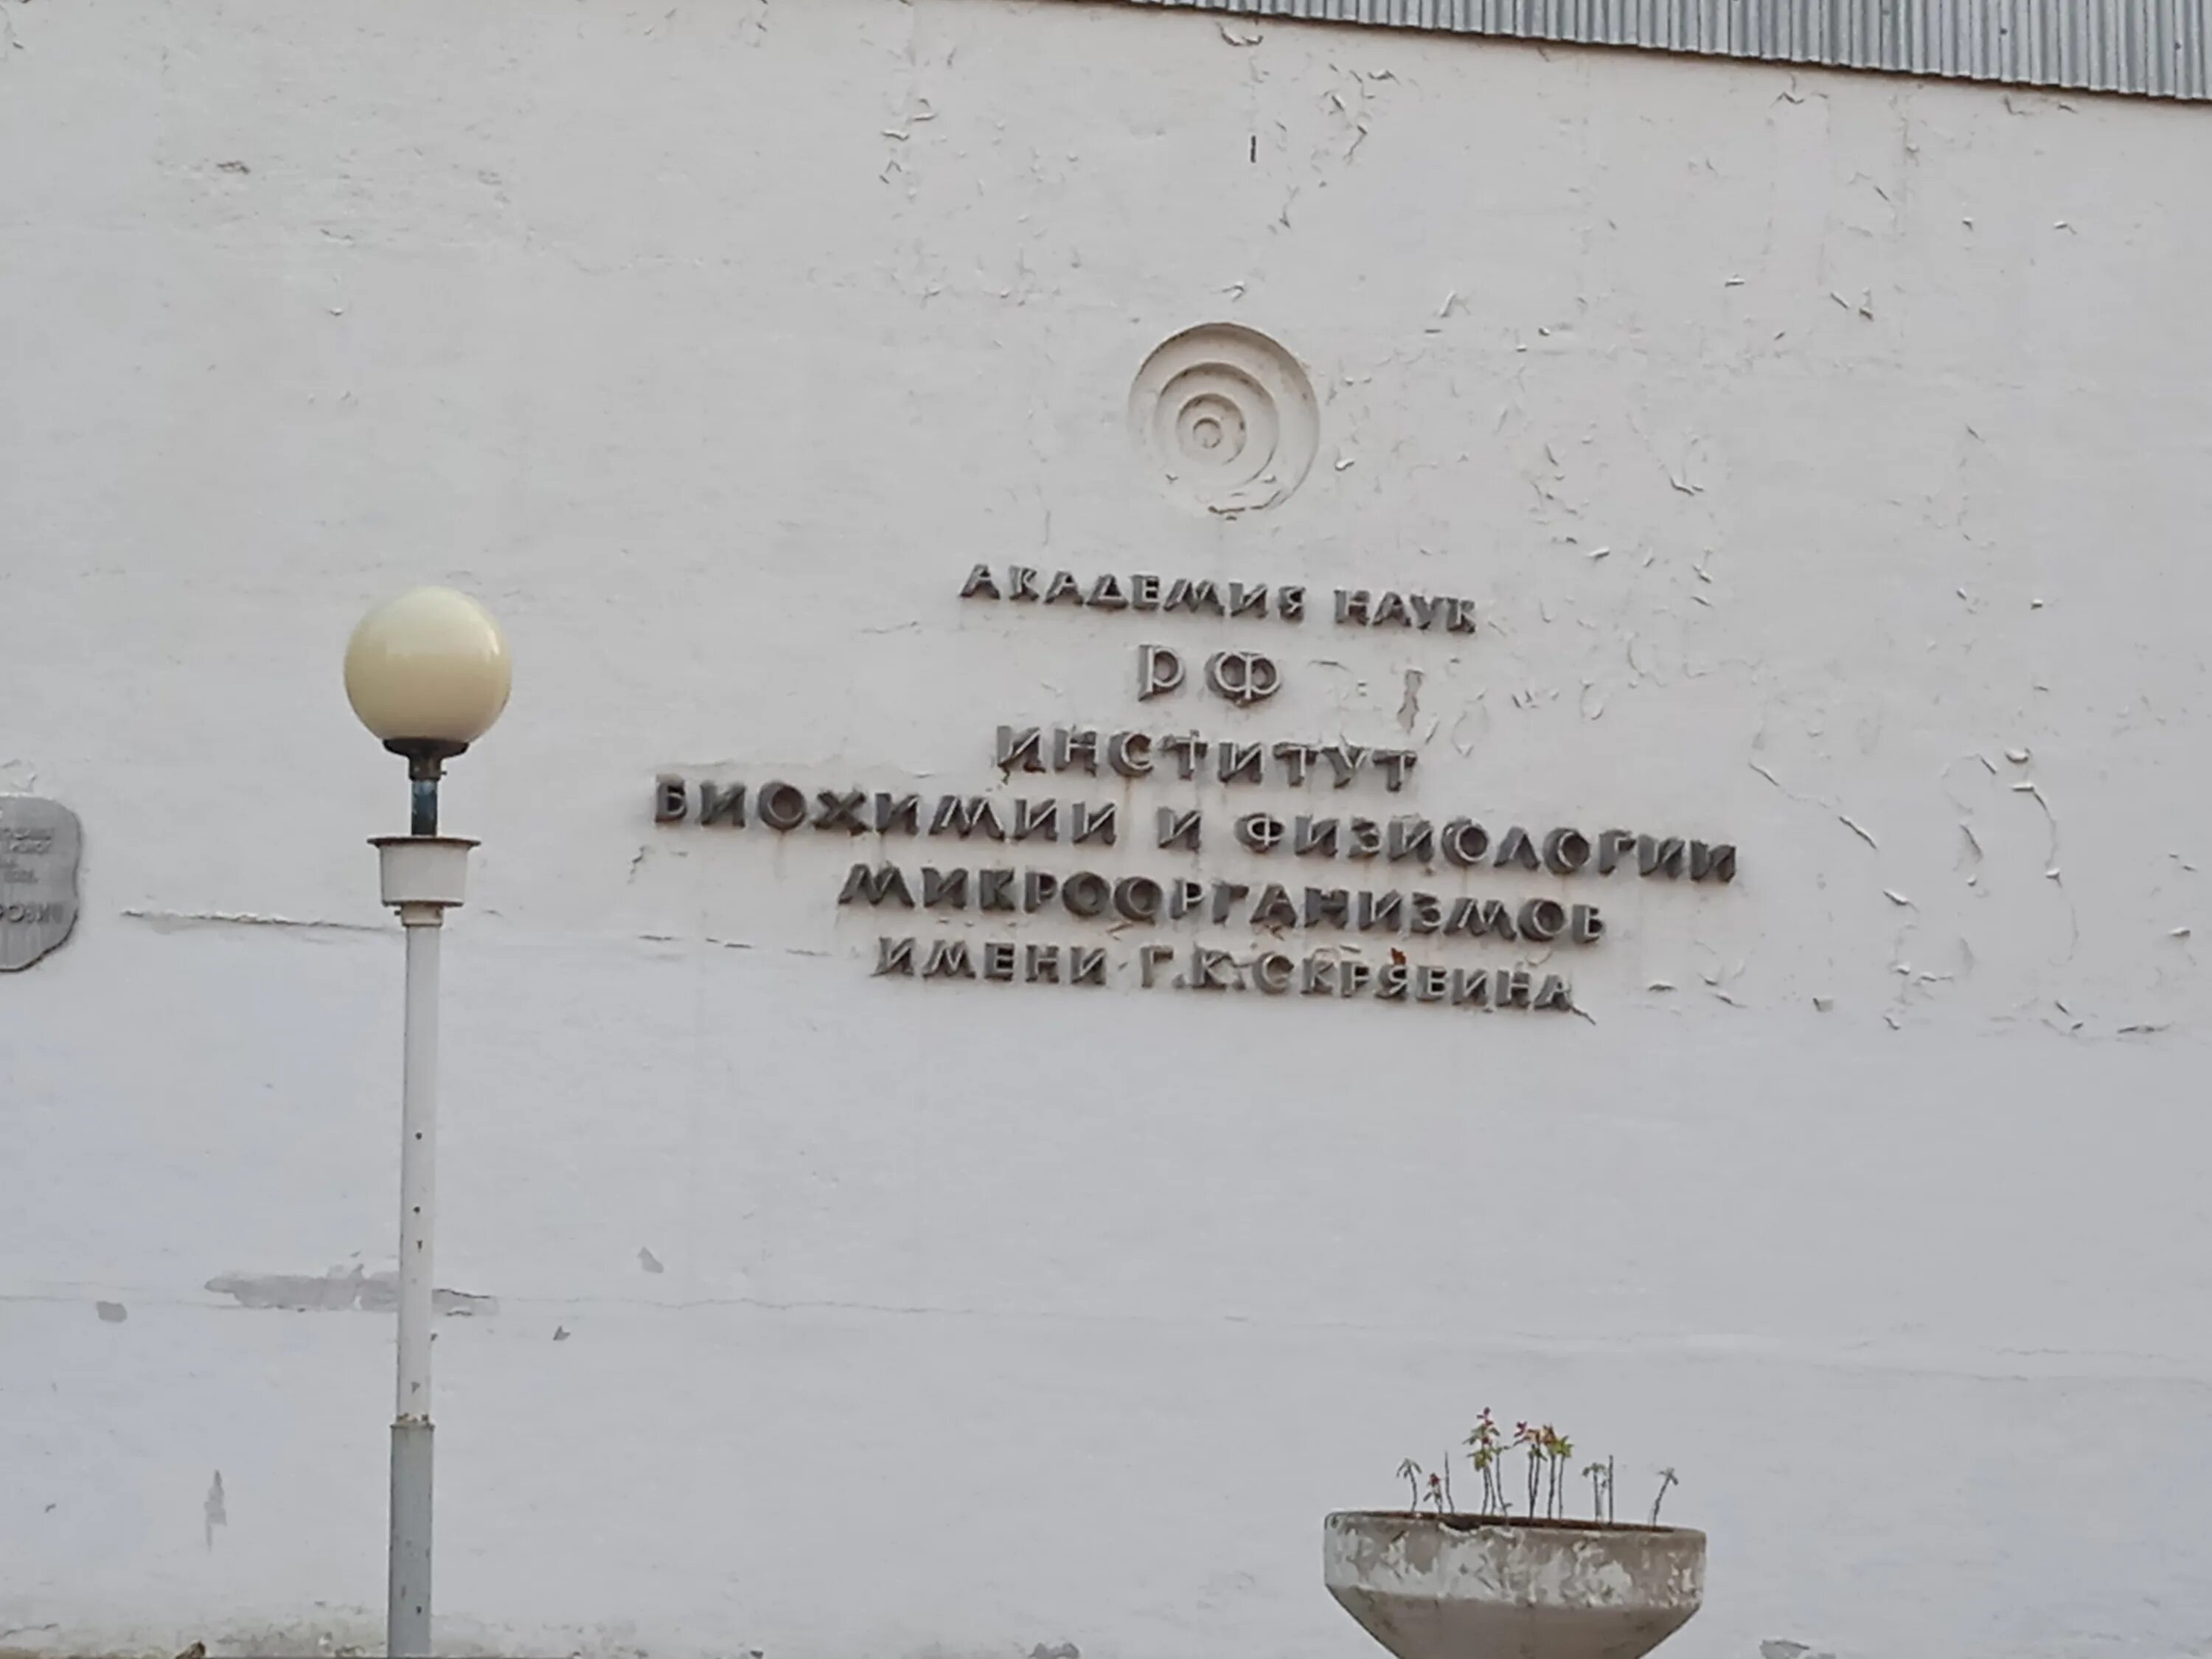 АКАДЕМИЯ НАУК
РФ
ИНСТИТУТ
БИОХИМИИ И ФИЗИОЛОГИИ
МИКРООРГАНИЗМОВ
ИМЕНИ Г.К.СКРЯБИНА